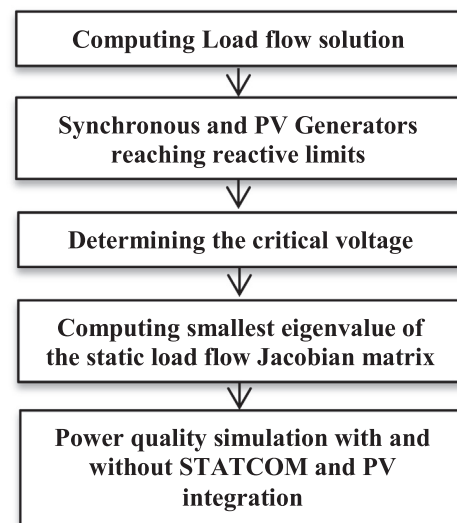 Computing Load flow solution
Synchronous and PV Generators
reaching reactive limits
Determining the critical voltage
Computing smallest eigenvalue of
the static load flow Jacobian matrix
Power quality simulation with and
without STATCOM and PV
integration